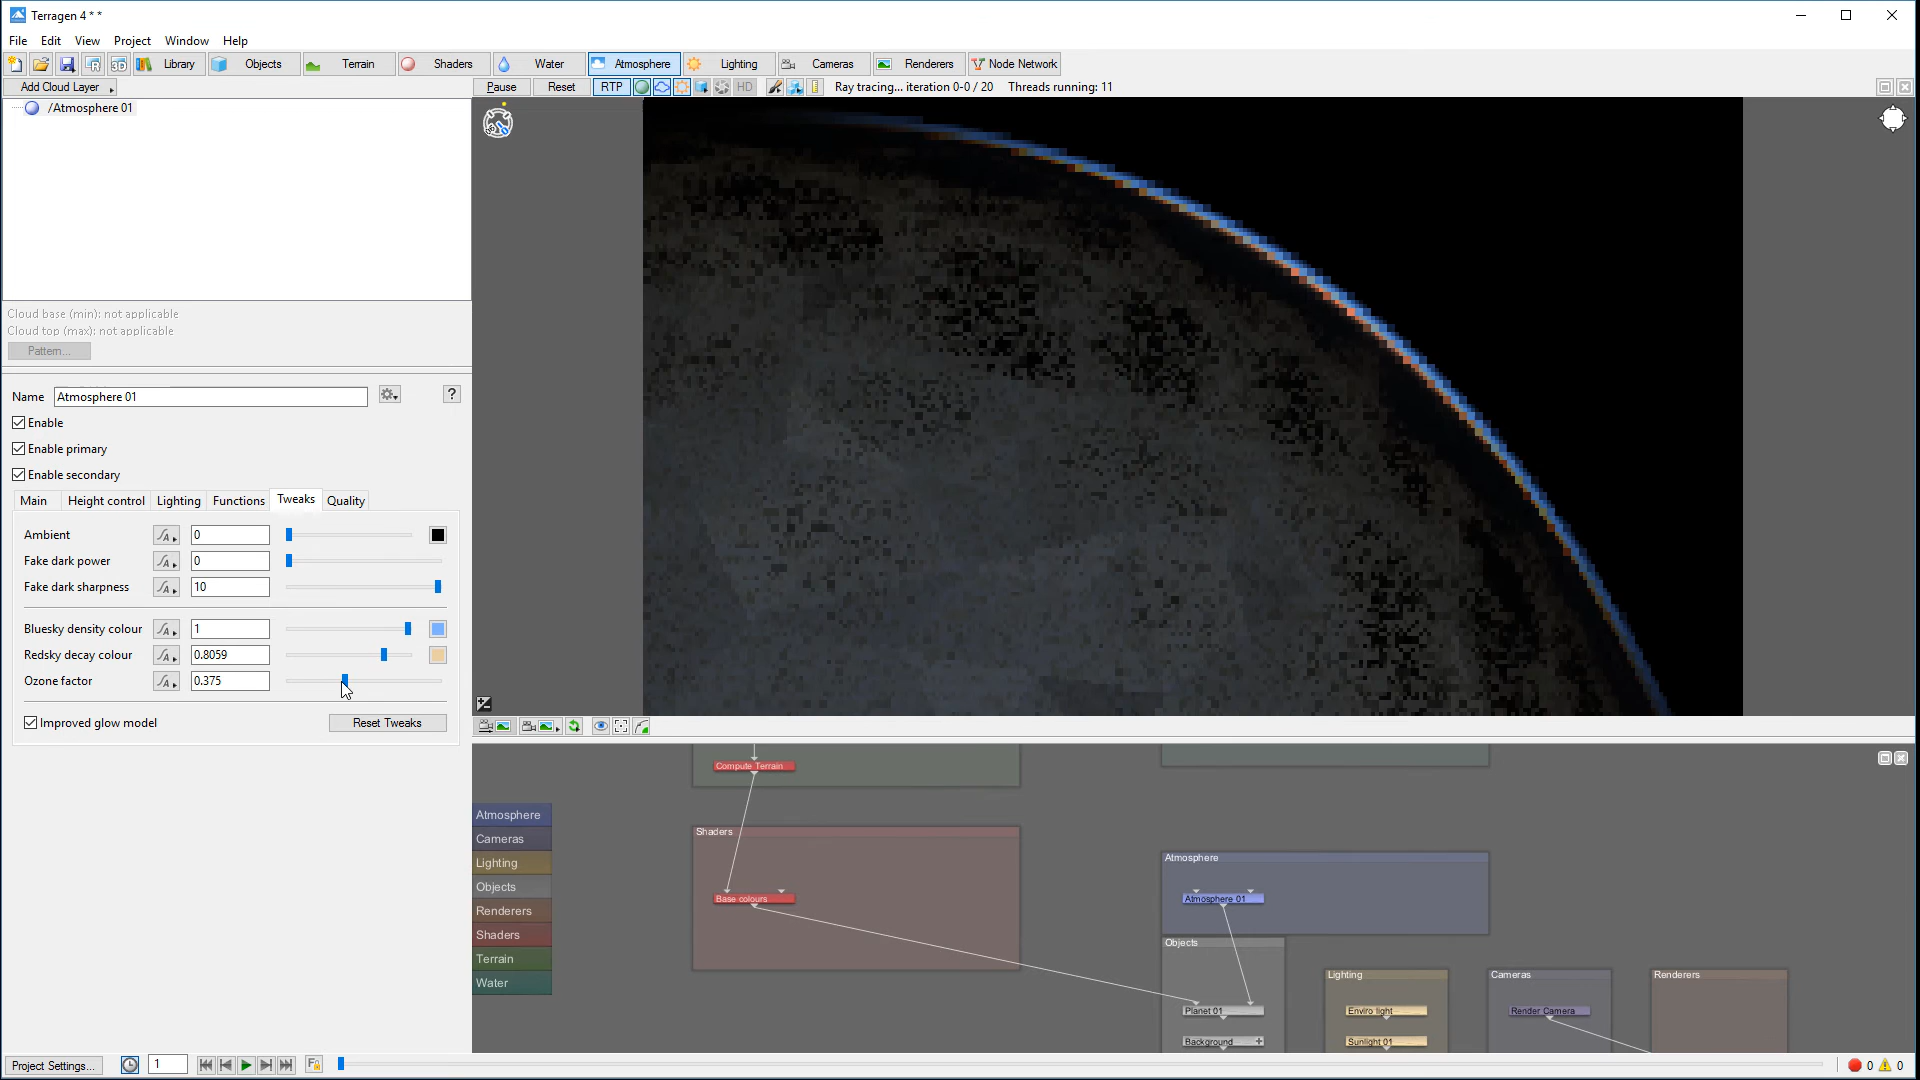 Terragen 4 * *
File Edit View Project Window Help
Library Objects Terrain Shaders Water Atmosphere Lighting Cameras Renderers Node Network
Add Cloud Layer Pause Reset RTP HD Ray tracing... iteration 0-0 / 20 Threads running: 11
/Atmosphere 01
Cloud base (min): not applicable
Cloud top (max): not applicable
Pattern...
Name Atmosphere 01 ?
Enable
Enable primary
Enable secondary
Main Height control Lighting Functions Tweaks Quality
Ambient 0
Fake dark power 0
Fake dark sharpness 10
Bluesky density colour 1
Redsky decay colour 0.8059
Ozone factor 0.375
Improved glow model Reset Tweaks
Compute Terrain
Atmosphere
Cameras
Lighting
Objects
Renderers
Shaders
Terrain
Water
Shaders
Base colours
Atmosphere
Atmosphere 01
Objects
Planet 01
Background
Lighting
Enviro light
Sunlight 01
Cameras
Render Camera
Renderers
Project Settings... 1 0 0